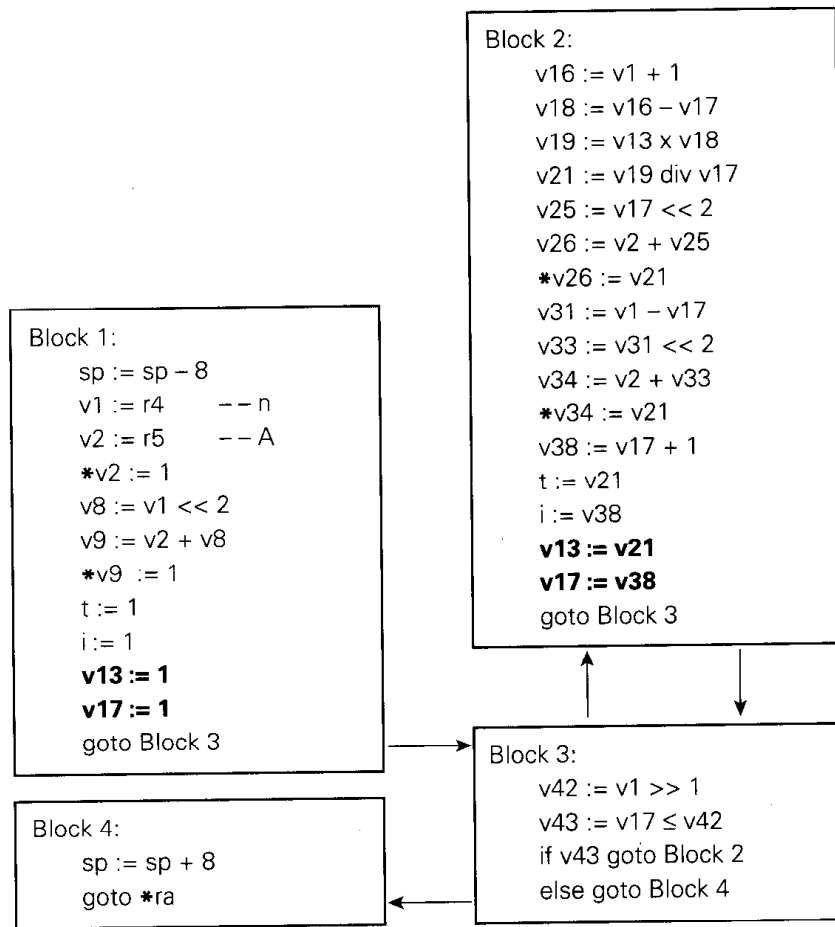 Block 1:
sp := sp – 8
v1 := r4 –– n
v2 := r5 –– A
*v2 := 1
v8 := v1 << 2
v9 := v2 + v8
*v9 := 1
t := 1
i := 1
v13 := 1
v17 := 1
goto Block 3
Block 2:
v16 := v1 + 1
v18 := v16 – v17
v19 := v13 x v18
v21 := v19 div v17
v25 := v17 << 2
v26 := v2 + v25
*v26 := v21
v31 := v1 – v17
v33 := v31 << 2
v34 := v2 + v33
*v34 := v21
v38 := v17 + 1
t := v21
i := v38
v13 := v21
v17 := v38
goto Block 3
Block 3:
v42 := v1 >> 1
v43 := v17 ≤ v42
if v43 goto Block 2
else goto Block 4
Block 4:
sp := sp + 8
goto *ra